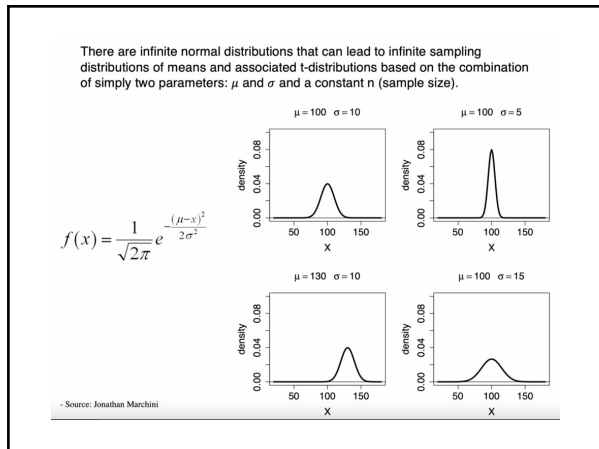 There are infinite normal distributions that can lead to infinite sampling
distributions of means and associated t-distributions based on the combination
of simply two parameters: μ and σ and a constant n (sample size).
μ = 100 σ = 10
density
0.00 0.04 0.08
50 100 150
X
μ = 100 σ = 5
density
0.00 0.04 0.08
50 100 150
X
f(x) = 1/√2π e^-(μ-x)²/2σ²
μ = 130 σ = 10
density
0.00 0.04 0.08
50 100 150
X
μ = 100 σ = 15
density
0.00 0.04 0.08
50 100 150
X
- Source: Jonathan Marchini